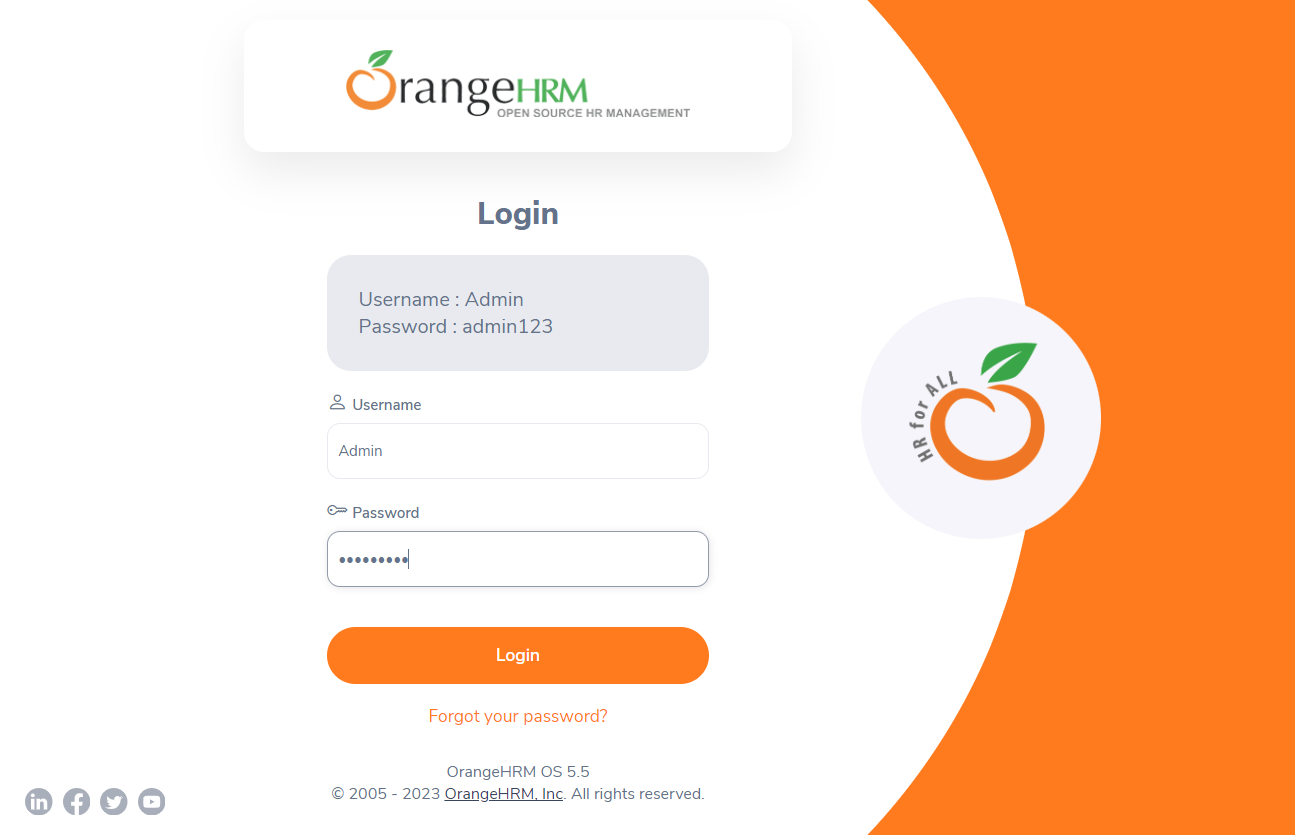 OrangeHRM
OPEN SOURCE HR MANAGEMENT
Login
Username : Admin
Password : admin123
Username
Admin
Password
•••••••••
Login
Forgot your password?
OrangeHRM OS 5.5
© 2005 - 2023 OrangeHRM, Inc. All rights reserved.
in
HR for ALL